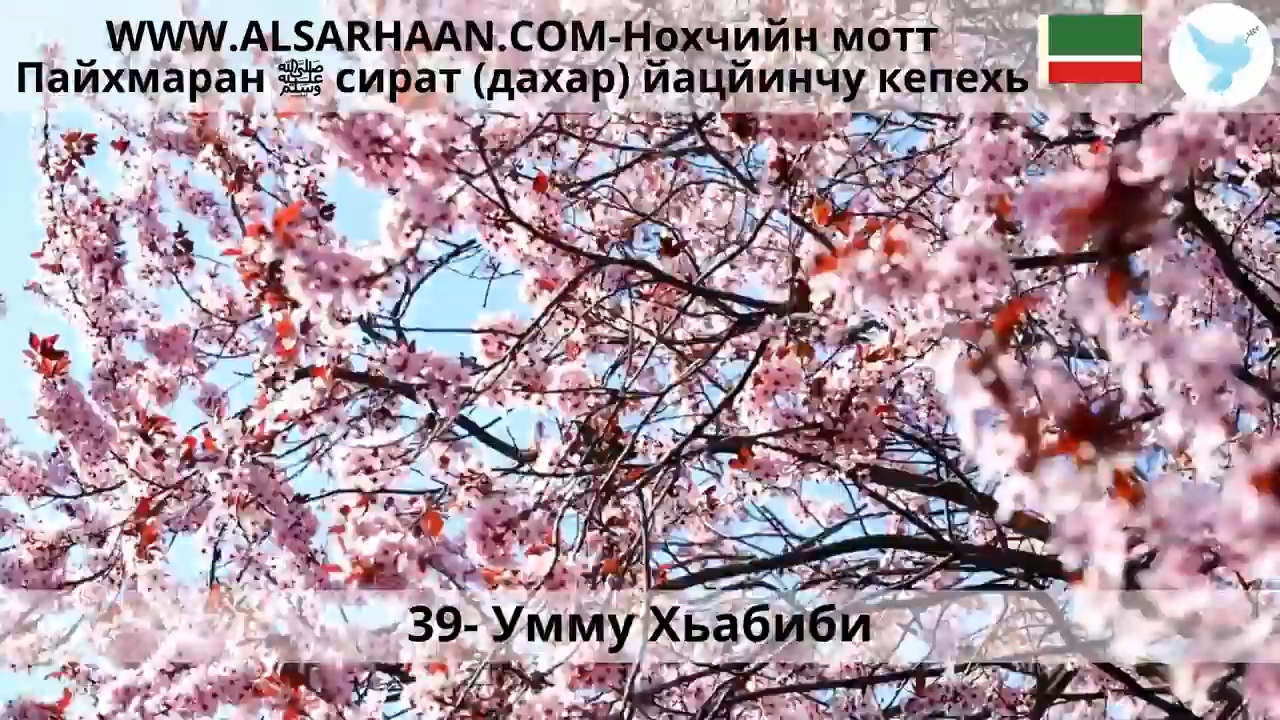 WWW.ALSARHAAN.COM-Нохчийн мотт
Пайхмаран ﷺ сират (дахар) йацйинчу кепехь
39- Умму Хьабиби